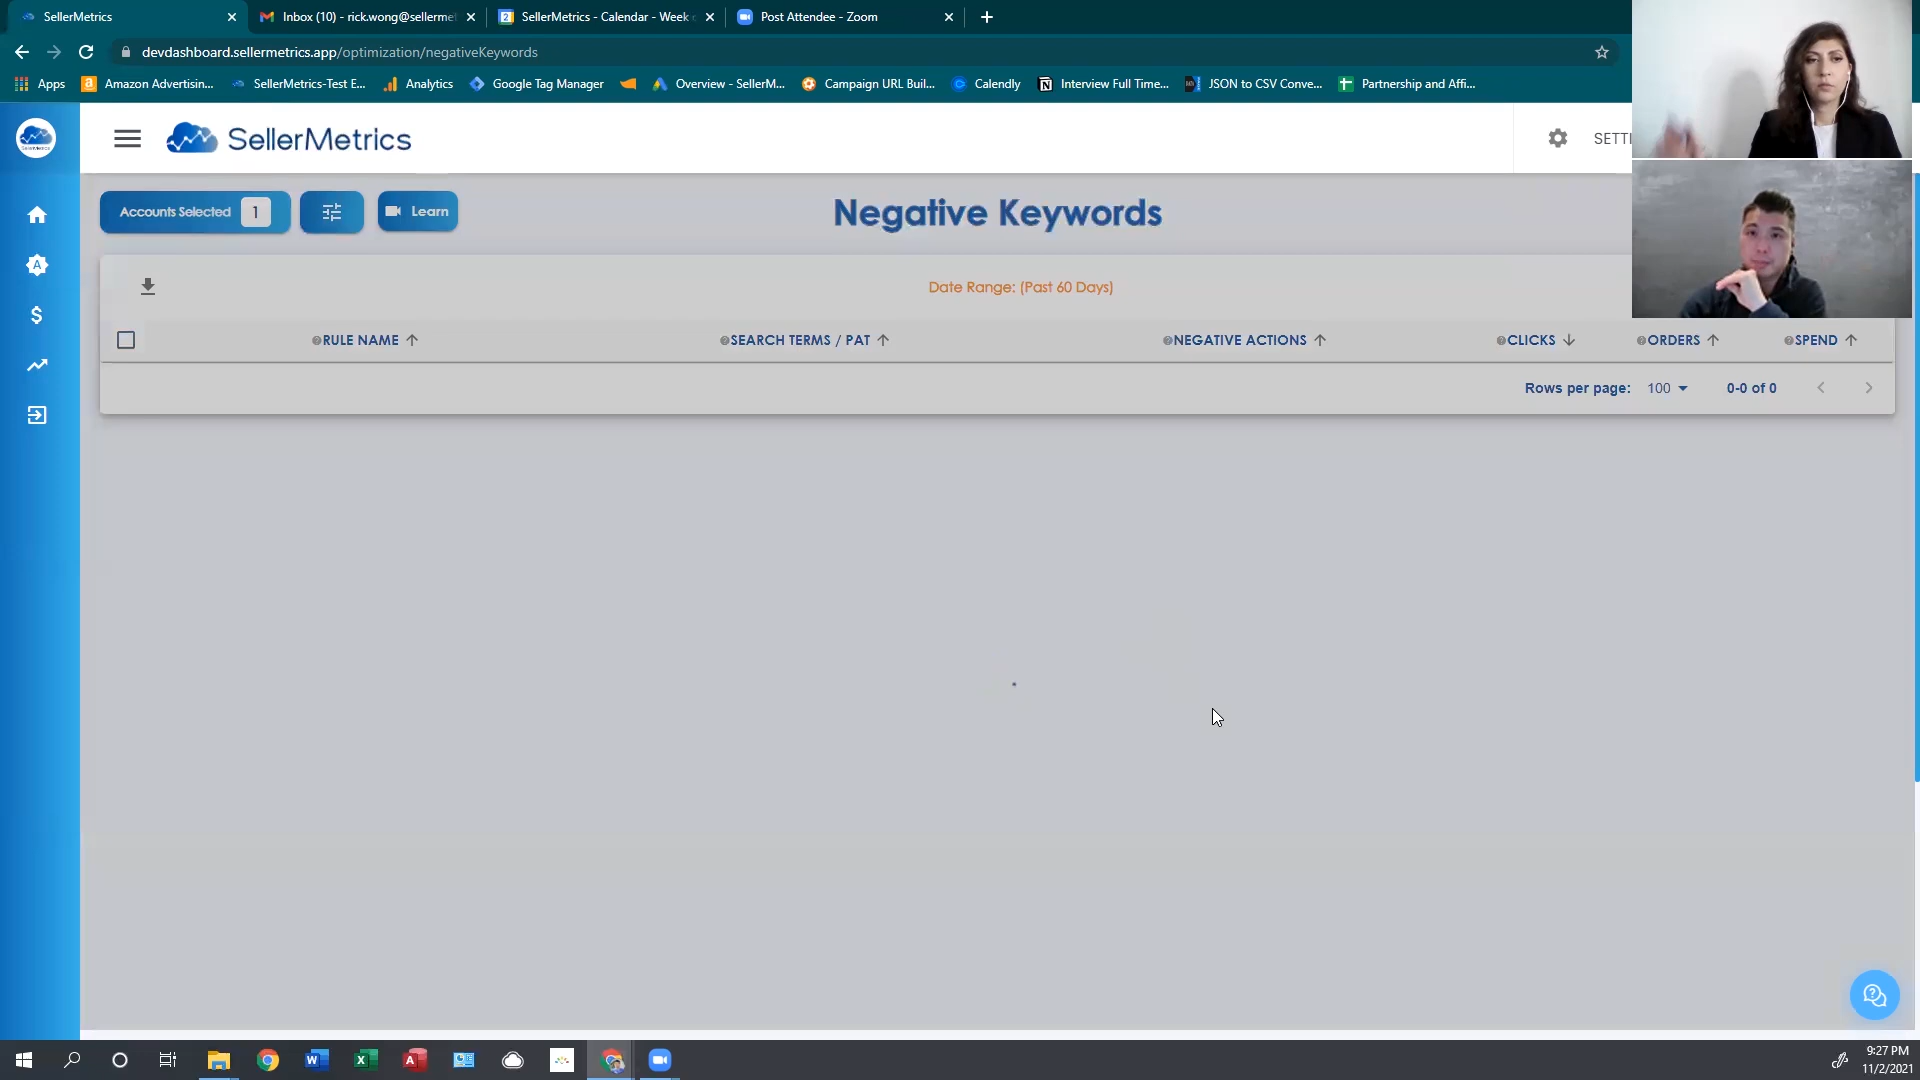 SellerMetrics
Inbox (10) - rick.wong@sellermet
SellerMetrics - Calendar - Week
Post Attendee - Zoom
devdashboard.sellermetrics.app/optimization/negativeKeywords
Apps
Amazon Advertisin...
SellerMetrics-Test E...
Analytics
Google Tag Manager
Overview - SellerM...
Campaign URL Buil...
Calendly
Interview Full Time...
JSON to CSV Conve...
Partnership and Affi...
SellerMetrics
SETTI
Accounts Selected 1
Learn
Negative Keywords
Date Range: (Past 60 Days)
RULE NAME
SEARCH TERMS / PAT
NEGATIVE ACTIONS
CLICKS
ORDERS
SPEND
Rows per page: 100
0-0 of 0
9:27 PM
11/2/2021